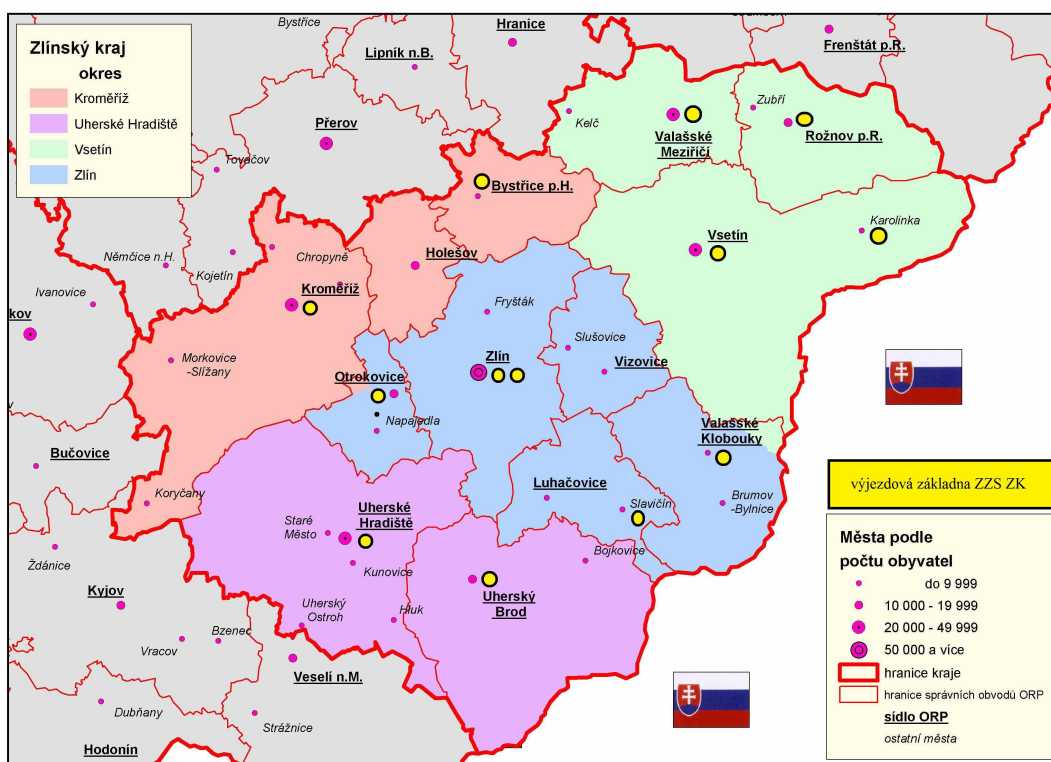 Zlínský kraj
okres
Kroměříž
Uherské Hradiště
Vsetín
Zlín
Bystřice
Hranice
Lipník n.B.
Frenštát p.R.
Přerov
Tovačov
Kelč
Valašské
Meziříčí
Zubří
Rožnov p.R.
Bystřice p.H.
Karolinka
Vsetín
Němčice n.H.
Kojetín
Chropyně
Holešov
Ivanovice
kov
Kroměříž
Fryšták
Morkovice
-Slížany
Otrokovice
Zlín
Slušovice
Vizovice
Napajedla
Valašské
Klobouky
Bučovice
Koryčany
Luhačovice
Slavičín
Brumov
-Bylnice
Uherské
Hradiště
Staré
Město
Kunovice
Bojkovice
Ždánice
Kyjov
Uherský
Ostroh
Hluk
Uherský
Brod
Vracov
Bzenec
Veselí n.M.
Dubňany
Strážnice
Hodonín
výjezdová základna ZZS ZK
Města podle
počtu obyvatel
do 9 999
10 000 - 19 999
20 000 - 49 999
50 000 a více
hranice kraje
hranice správních obvodů ORP
sídlo ORP
ostatní města